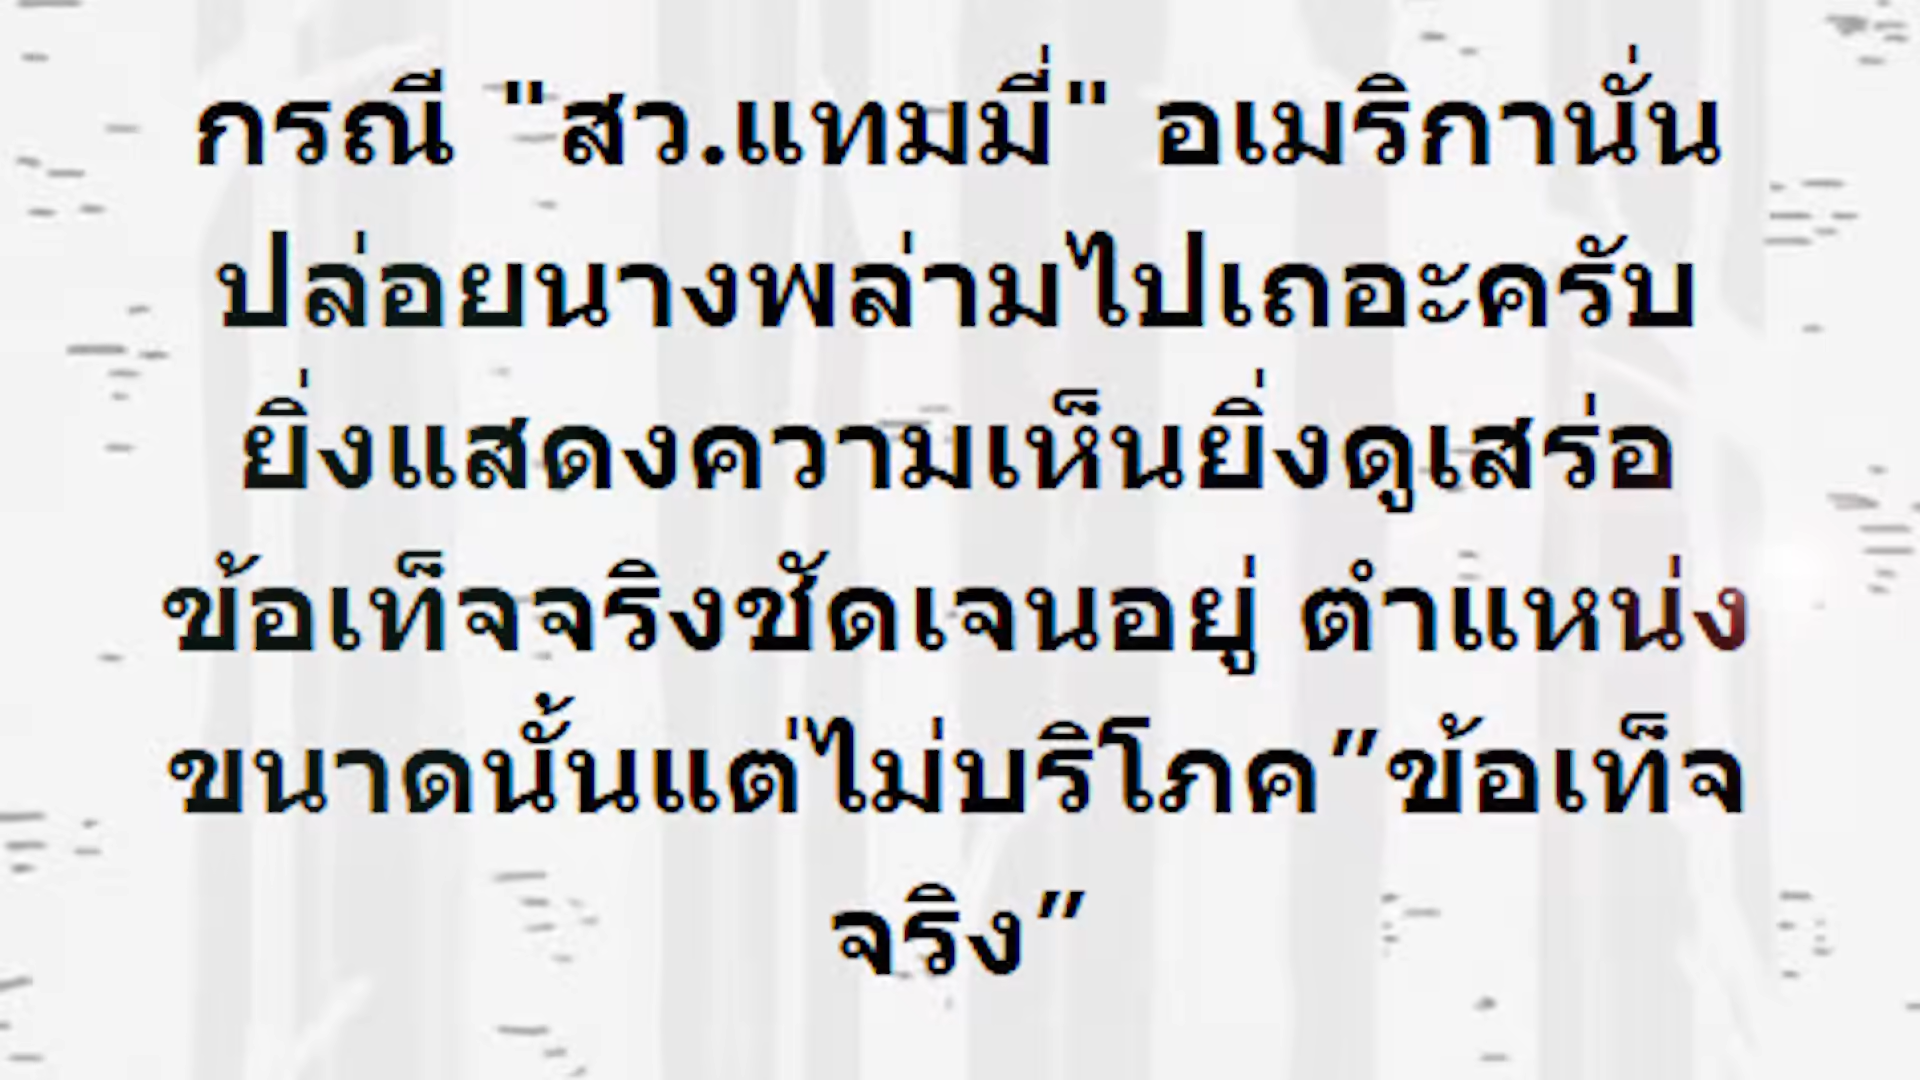 กรณี "สว.แทมมี่" อเมริกานั่น
ปล่อยนางพล่ามไปเถอะครับ
ยิ่งแสดงความเห็นยิ่งดูเสร่อ
ข้อเท็จจริงชัดเจนอยู่ ตำแหน่ง
ขนาดนั้นแต่ไม่บริโภค”ข้อเท็จ
จริง”